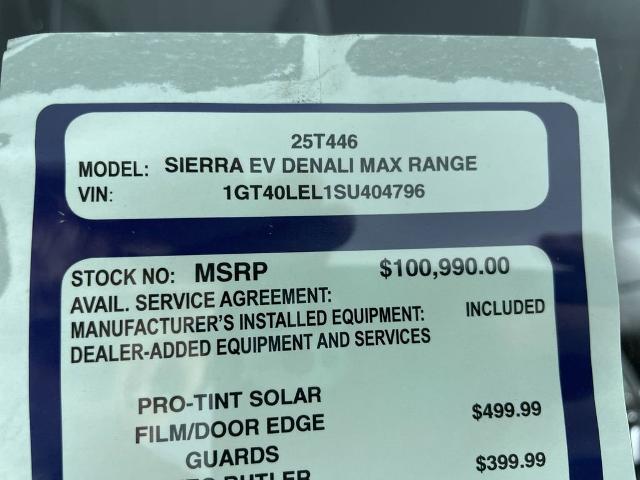 25T446
MODEL: SIERRA EV DENALI MAX RANGE
VIN: 1GT40LEL1SU404796
STOCK NO: MSRP $100,990.00
AVAIL. SERVICE AGREEMENT:
MANUFACTURER'S INSTALLED EQUIPMENT: INCLUDED
DEALER-ADDED EQUIPMENT AND SERVICES
PRO-TINT SOLAR
FILM/DOOR EDGE $499.99
GUARDS $399.99
BUTLER